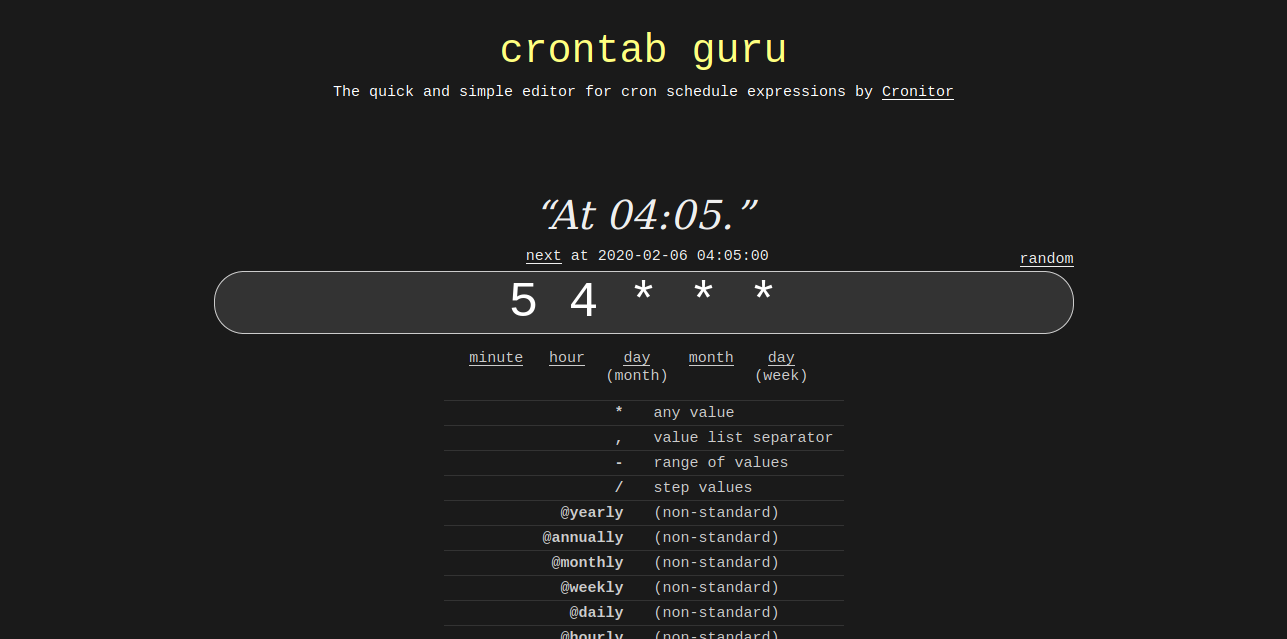 crontab guru
The quick and simple editor for cron schedule expressions by Cronitor
“At 04:05.”
next at 2020-02-06 04:05:00
random
5 4 * * *
minute hour day (month) month day (week)
* any value
, value list separator
- range of values
/ step values
@yearly (non-standard)
@annually (non-standard)
@monthly (non-standard)
@weekly (non-standard)
@daily (non-standard)
@hourly (non-standard)